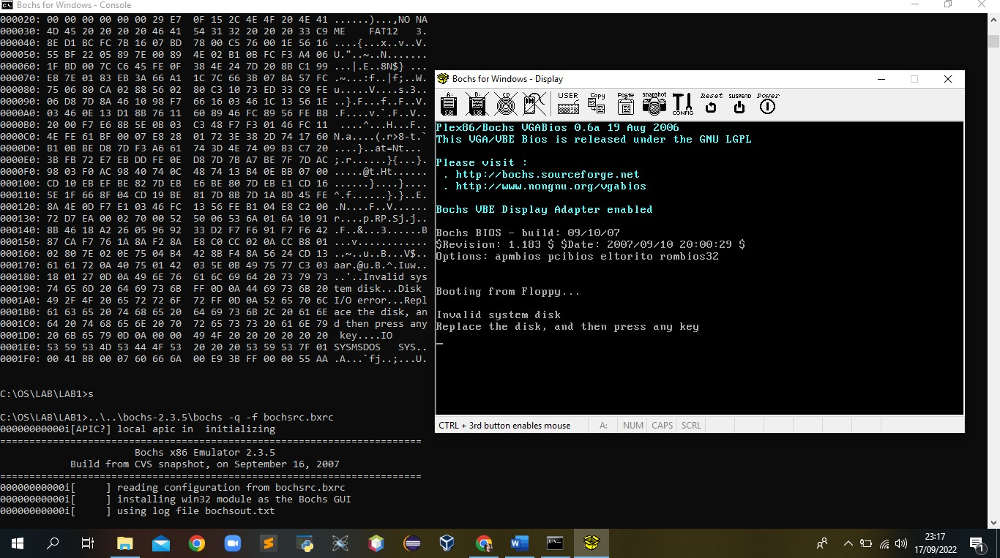 Bochs for Windows - Console
000020: 00 00 00 00 00 00 29 E7 0F 15 2C 4E 4F 20 4E 41 ......)...,NO NA
000030: 4D 45 20 20 20 20 46 41 54 31 32 20 20 20 33 C9 ME    FAT12   3.
000040: 8E D1 BC FC 7B 16 07 BD 78 00 C5 76 00 1E 56 16 ....{...x..v..V.
000050: 55 BF 22 05 89 7E 00 89 4E 02 B1 0B FC F3 A4 06 U."..~..N.......
000060: 1F BD 00 7C C6 45 FE 0F 38 4E 24 7D 20 8B C1 99 ...|.E..8N$} ...
000070: E8 7E 01 83 EB 3A 66 A1 1C 7C 66 3B 07 8A 57 FC .~...:f..|f;..W.
000080: 75 06 80 CA 02 88 56 02 80 C3 10 73 ED 33 C9 FE u.....V....s.3..
000090: 06 D8 7D 8A 46 10 98 F7 66 16 03 46 1C 13 56 1E ..}.F...f..F..V.
0000A0: 03 46 0E 13 D1 8B 76 11 60 89 46 FC 89 56 FE B8 .F....v.`.F..V..
0000B0: 20 00 F7 E6 8B 5E 0B 03 C3 48 F7 F3 01 46 FC 11 ....^...H...F..
0000C0: 4E FE 61 BF 00 07 E8 28 01 72 3E 38 2D 74 17 60 N.a....(.r>8-t.`
0000D0: B1 0B BE D8 7D F3 A6 61 74 3D 4E 74 09 83 C7 20 ....}..at=Nt...
0000E0: 3B FB 72 E7 EB DD FE 0E D8 7D 7B A7 BE 7F 7D AC ;.r......}{...}.
0000F0: 98 03 F0 AC 98 40 74 0C 48 74 13 B4 0E BB 07 00 .....@t.Ht......
000100: CD 10 EB EF BE 82 7D EB E6 BE 80 7D EB E1 CD 16 ......}....}....
000110: 5E 1F 66 8F 04 CD 19 BE 81 7D 8B 7D 1A 8D 45 FE ^.f......}.}..E.
000120: 8A 4E 0D F7 E1 03 46 FC 13 56 FE B1 04 E8 C2 00 .N....F..V......
000130: 72 D7 EA 00 02 70 00 52 50 06 53 6A 01 6A 10 91 r....p.RP.Sj.j..
000140: 8B 46 18 A2 26 05 96 92 33 D2 F7 F6 91 F7 F6 42 .F..&...3......B
000150: 87 CA F7 76 1A 8A F2 8A E8 C0 CC 02 0A CC B8 01 ...v............
000160: 02 80 7E 02 0E 75 04 B4 42 8B F4 8A 56 24 CD 13 ..~..u..B...V$..
000170: 61 61 72 0A 40 75 01 42 03 5E 0B 49 75 77 C3 03 aar.@u.B.^.Iuw..
000180: 18 01 27 0D 0A 49 6E 76 61 6C 69 64 20 73 79 73 ..'..Invalid sys
000190: 74 65 6D 20 64 69 73 6B FF 0D 0A 44 69 73 6B 20 tem disk...Disk
0001A0: 49 2F 4F 20 65 72 72 6F 72 FF 0D 0A 52 65 70 6C I/O error...Repl
0001B0: 61 63 65 20 74 68 65 20 64 69 73 6B 2C 20 61 6E ace the disk, an
0001C0: 64 20 74 68 65 6E 20 70 72 65 73 73 20 61 6E 79 d then press any
0001D0: 20 6B 65 79 0D 0A 00 00 49 4F 20 20 20 20 20 20  key....IO
0001E0: 53 59 53 4D 53 44 4F 53 20 20 20 53 59 53 7F 01 SYSMSDOS   SYS..
0001F0: 00 41 BB 00 07 60 66 6A 00 E9 3B FF 00 00 55 AA .A...`fj..;...U.
C:\OS\LAB\LAB1>s
C:\OS\LAB\LAB1>..\..\bochs-2.3.5\bochs -q -f bochsrc.bxrc
00000000000i[APIC?] local apic in  initializing
========================================================================
Bochs x86 Emulator 2.3.5
Build from CVS snapshot, on September 16, 2007
========================================================================
00000000000i[     ] reading configuration from bochsrc.bxrc
00000000000i[     ] installing win32 module as the Bochs GUI
00000000000i[     ] using log file bochsout.txt
Bochs for Windows - Display
A: B: CD USER Copy Paste snapshot CONFIG Reset SUSPEND Power
Plex86/Bochs VGABios 0.6a 19 Aug 2006
This VGA/VBE Bios is released under the GNU LGPL
Please visit :
. http://bochs.sourceforge.net
. http://www.nongnu.org/vgabios
Bochs VBE Display Adapter enabled
Bochs BIOS - build: 09/10/07
$Revision: 1.183 $ $Date: 2007/09/10 20:00:29 $
Options: apmbios pcibios eltorito rombios32
Booting from Floppy...
Invalid system disk
Replace the disk, and then press any key
_
CTRL + 3rd button enables mouse A: NUM CAPS SCRL
23:17
17/09/2022
1